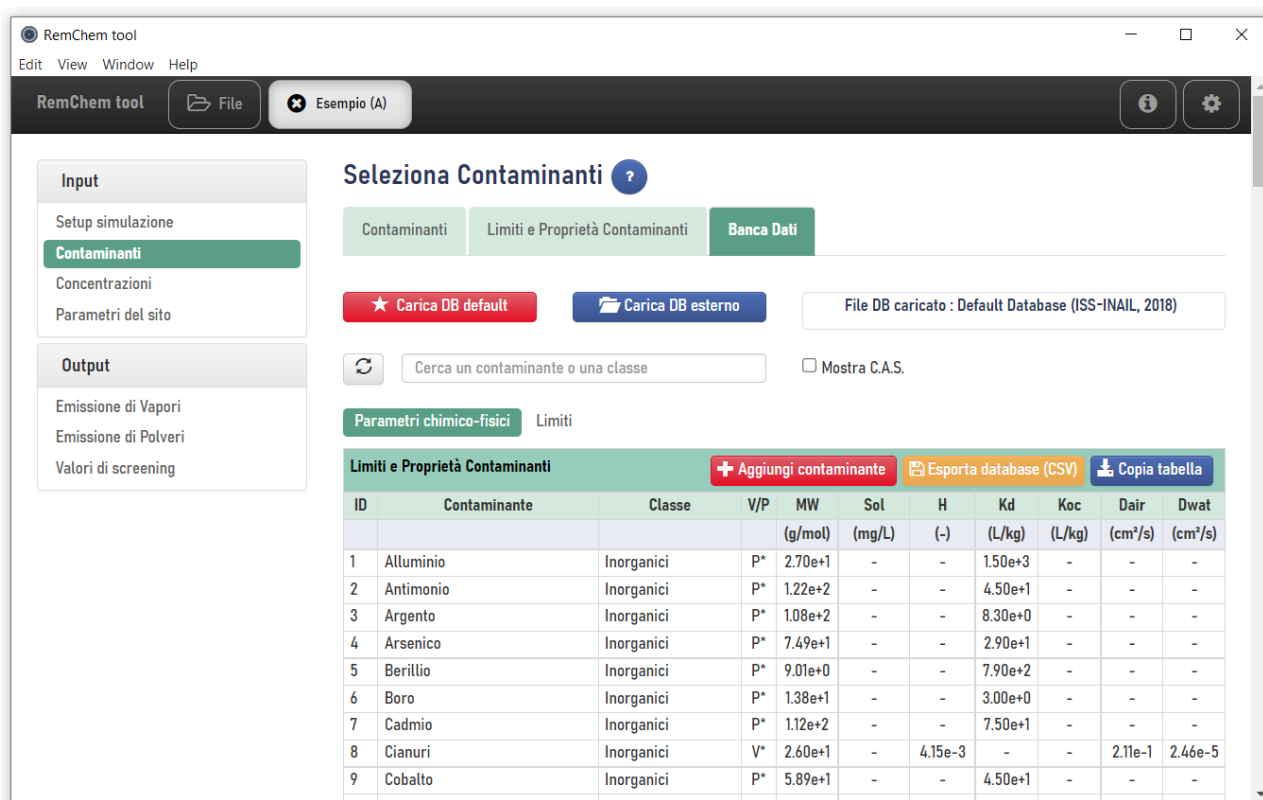 RemChem tool
Edit View Window Help
RemChem tool File Esempio (A)
Input
Setup simulazione
Contaminanti
Concentrazioni
Parametri del sito
Output
Emissione di Vapori
Emissione di Polveri
Valori di screening
Seleziona Contaminanti ?
Contaminanti Limiti e Proprietà Contaminanti Banca Dati
Carica DB default Carica DB esterno File DB caricato : Default Database (ISS-INAIL, 2018)
Cerca un contaminante o una classe Mostra C.A.S.
Parametri chimico-fisici Limiti
Limiti e Proprietà Contaminanti Aggiungi contaminante Esporta database (CSV) Copia tabella
ID Contaminante Classe V/P MW Sol H Kd Koc Dair Dwat
(g/mol) (mg/L) (-) (L/kg) (L/kg) (cm²/s) (cm²/s)
1 Alluminio Inorganici P* 2.70e+1 - - 1.50e+3 - - -
2 Antimonio Inorganici P* 1.22e+2 - - 4.50e+1 - - -
3 Argento Inorganici P* 1.08e+2 - - 8.30e+0 - - -
4 Arsenico Inorganici P* 7.49e+1 - - 2.90e+1 - - -
5 Berillio Inorganici P* 9.01e+0 - - 7.90e+2 - - -
6 Boro Inorganici P* 1.38e+1 - - 3.00e+0 - - -
7 Cadmio Inorganici P* 1.12e+2 - - 7.50e+1 - - -
8 Cianuri Inorganici V* 2.60e+1 - 4.15e-3 - - 2.11e-1 2.46e-5
9 Cobalto Inorganici P* 5.89e+1 - - 4.50e+1 - - -